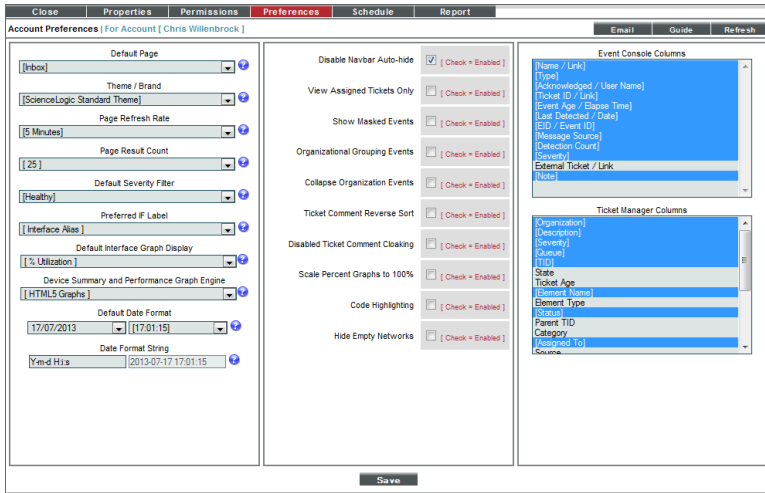 Close Properties Permissions Preferences Schedule Report
Account Preferences | For Account [ Chris Willenbrock ] Email Guide Refresh
Default Page
[Inbox]
Theme / Brand
[ScienceLogic Standard Theme]
Page Refresh Rate
[5 Minutes]
Page Result Count
[ 25 ]
Default Severity Filter
[Healthy]
Preferred IF Label
[ Interface Alias ]
Default Interface Graph Display
[ % Utilization ]
Device Summary and Performance Graph Engine
[ HTML5 Graphs ]
Default Date Format
17/07/2013 [17:01:15]
Date Format String
Y-m-d H:i:s 2013-07-17 17:01:15
Disable Navbar Auto-hide [ Check = Enabled ]
View Assigned Tickets Only [ Check = Enabled ]
Show Masked Events [ Check = Enabled ]
Organizational Grouping Events [ Check = Enabled ]
Collapse Organization Events [ Check = Enabled ]
Ticket Comment Reverse Sort [ Check = Enabled ]
Disabled Ticket Comment Cloaking [ Check = Enabled ]
Scale Percent Graphs to 100% [ Check = Enabled ]
Code Highlighting [ Check = Enabled ]
Hide Empty Networks [ Check = Enabled ]
Event Console Columns
[Name / Link]
[Type]
[Acknowledged / User Name]
[Ticket ID / Link]
[Event Age / Elapse Time]
[Last Detected / Date]
[EID / Event ID]
[Message Source]
[Detection Count]
[Severity]
External Ticket / Link
[Note]
Ticket Manager Columns
[Organization]
[Description]
[Severity]
[Queue]
[TID]
State
Ticket Age
[Element Name]
Element Type
[Status]
Parent TID
Category
[Assigned To]
Source
Save